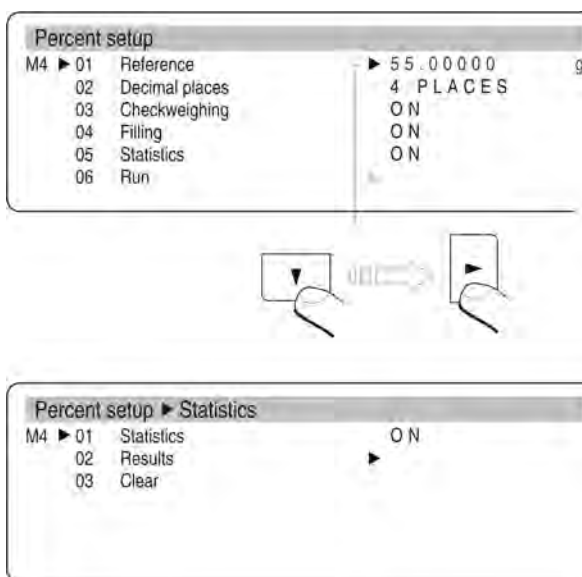 Percent setup
M4 ▶ 01 Reference ▶ 55.00000 g
02 Decimal places 4 PLACES
03 Checkweighing ON
04 Filling ON
05 Statistics ON
06 Run
Percent setup ▶ Statistics
M4 ▶ 01 Statistics ON
02 Results ▶
03 Clear